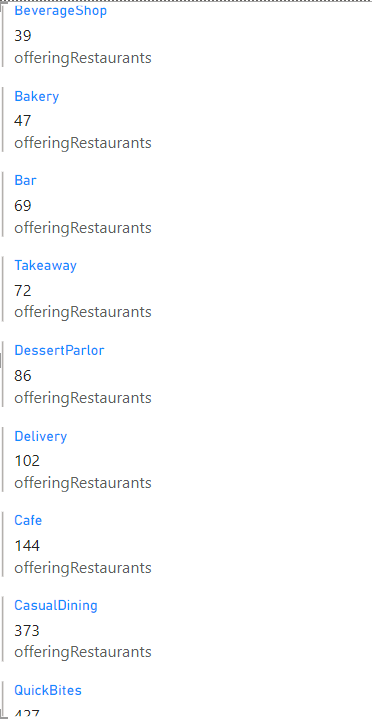 BeverageShop
39
offeringRestaurants
Bakery
47
offeringRestaurants
Bar
69
offeringRestaurants
Takeaway
72
offeringRestaurants
DessertParlor
86
offeringRestaurants
Delivery
102
offeringRestaurants
Cafe
144
offeringRestaurants
CasualDining
373
offeringRestaurants
QuickBites
427